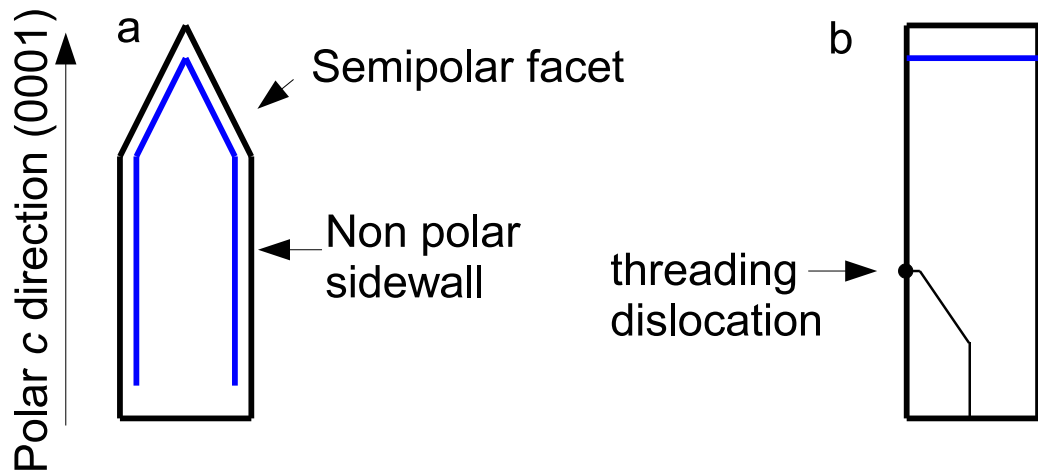 Polar c direction (0001)
a
Semipolar facet
Non polar
sidewall
b
threading
dislocation